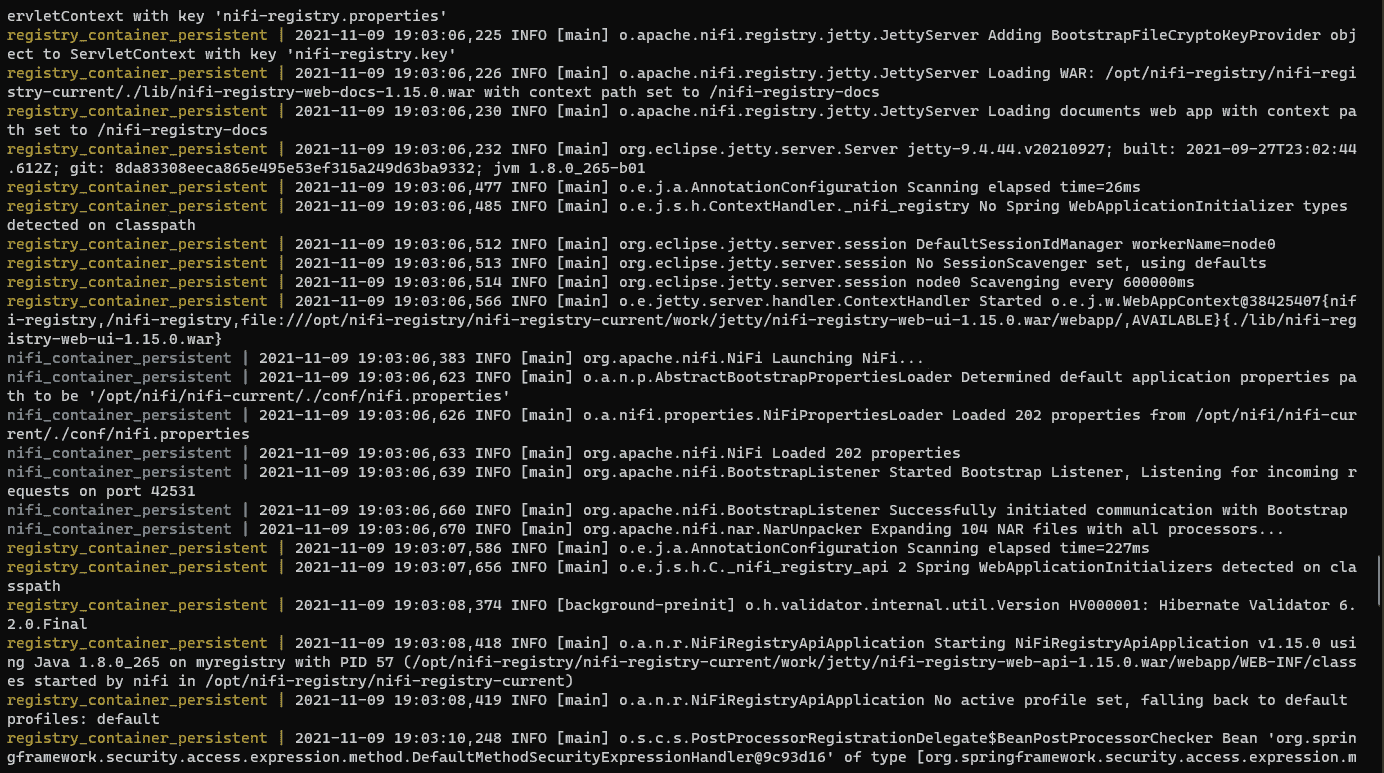 ervletContext with key 'nifi-registry.properties'
registry_container_persistent | 2021-11-09 19:03:06,225 INFO [main] o.apache.nifi.registry.jetty.JettyServer Adding BootstrapFileCryptoKeyProvider obj
ect to ServletContext with key 'nifi-registry.key'
registry_container_persistent | 2021-11-09 19:03:06,226 INFO [main] o.apache.nifi.registry.jetty.JettyServer Loading WAR: /opt/nifi-registry/nifi-regi
stry-current/./lib/nifi-registry-web-docs-1.15.0.war with context path set to /nifi-registry-docs
registry_container_persistent | 2021-11-09 19:03:06,230 INFO [main] o.apache.nifi.registry.jetty.JettyServer Loading documents web app with context pa
th set to /nifi-registry-docs
registry_container_persistent | 2021-11-09 19:03:06,232 INFO [main] org.eclipse.jetty.server.Server jetty-9.4.44.v20210927; built: 2021-09-27T23:02:44
.612Z; git: 8da83308eeca865e495e53ef315a249d63ba9332; jvm 1.8.0_265-b01
registry_container_persistent | 2021-11-09 19:03:06,477 INFO [main] o.e.j.a.AnnotationConfiguration Scanning elapsed time=26ms
registry_container_persistent | 2021-11-09 19:03:06,485 INFO [main] o.e.j.s.h.ContextHandler._nifi_registry No Spring WebApplicationInitializer types
detected on classpath
registry_container_persistent | 2021-11-09 19:03:06,512 INFO [main] org.eclipse.jetty.server.session DefaultSessionIdManager workerName=node0
registry_container_persistent | 2021-11-09 19:03:06,513 INFO [main] org.eclipse.jetty.server.session No SessionScavenger set, using defaults
registry_container_persistent | 2021-11-09 19:03:06,514 INFO [main] org.eclipse.jetty.server.session node0 Scavenging every 600000ms
registry_container_persistent | 2021-11-09 19:03:06,566 INFO [main] o.e.jetty.server.handler.ContextHandler Started o.e.j.w.WebAppContext@38425407{nif
i-registry,/nifi-registry,file:///opt/nifi-registry/nifi-registry-current/work/jetty/nifi-registry-web-ui-1.15.0.war/webapp/,AVAILABLE}{./lib/nifi-reg
istry-web-ui-1.15.0.war}
nifi_container_persistent | 2021-11-09 19:03:06,383 INFO [main] org.apache.nifi.NiFi Launching NiFi...
nifi_container_persistent | 2021-11-09 19:03:06,623 INFO [main] o.a.n.p.AbstractBootstrapPropertiesLoader Determined default application properties pa
th to be '/opt/nifi/nifi-current/./conf/nifi.properties'
nifi_container_persistent | 2021-11-09 19:03:06,626 INFO [main] o.a.nifi.properties.NiFiPropertiesLoader Loaded 202 properties from /opt/nifi/nifi-cur
rent/./conf/nifi.properties
nifi_container_persistent | 2021-11-09 19:03:06,633 INFO [main] org.apache.nifi.NiFi Loaded 202 properties
nifi_container_persistent | 2021-11-09 19:03:06,639 INFO [main] org.apache.nifi.BootstrapListener Started Bootstrap Listener, Listening for incoming r
equests on port 42531
nifi_container_persistent | 2021-11-09 19:03:06,660 INFO [main] org.apache.nifi.BootstrapListener Successfully initiated communication with Bootstrap
nifi_container_persistent | 2021-11-09 19:03:06,670 INFO [main] org.apache.nifi.nar.NarUnpacker Expanding 104 NAR files with all processors...
registry_container_persistent | 2021-11-09 19:03:07,586 INFO [main] o.e.j.a.AnnotationConfiguration Scanning elapsed time=227ms
registry_container_persistent | 2021-11-09 19:03:07,656 INFO [main] o.e.j.s.h.C._nifi_registry_api 2 Spring WebApplicationInitializers detected on cla
sspath
registry_container_persistent | 2021-11-09 19:03:08,374 INFO [background-preinit] o.h.validator.internal.util.Version HV000001: Hibernate Validator 6.
2.0.Final
registry_container_persistent | 2021-11-09 19:03:08,418 INFO [main] o.a.n.r.NiFiRegistryApiApplication Starting NiFiRegistryApiApplication v1.15.0 usi
ng Java 1.8.0_265 on myregistry with PID 57 (/opt/nifi-registry/nifi-registry-current/work/jetty/nifi-registry-web-api-1.15.0.war/webapp/WEB-INF/class
es started by nifi in /opt/nifi-registry/nifi-registry-current)
registry_container_persistent | 2021-11-09 19:03:08,419 INFO [main] o.a.n.r.NiFiRegistryApiApplication No active profile set, falling back to default
profiles: default
registry_container_persistent | 2021-11-09 19:03:10,248 INFO [main] o.s.c.s.PostProcessorRegistrationDelegate$BeanPostProcessorChecker Bean 'org.sprin
gframework.security.access.expression.method.DefaultMethodSecurityExpressionHandler@9c93d16' of type [org.springframework.security.access.expression.m